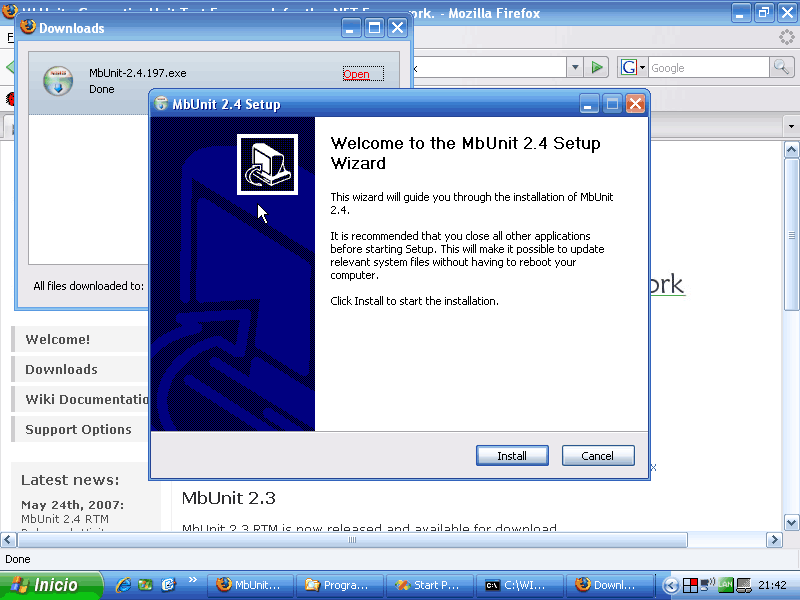 rk. - Mozilla Firefox
Downloads
MbUnit-2.4.197.exe
Done
Open
Google
MbUnit 2.4 Setup
Welcome to the MbUnit 2.4 Setup
Wizard
This wizard will guide you through the installation of MbUnit
2.4.
It is recommended that you close all other applications
before starting Setup. This will make it possible to update
relevant system files without having to reboot your
computer.
Click Install to start the installation.
Install
Cancel
All files downloaded to:
ork
Welcome!
Downloads
Wiki Documentatio
Support Options
Latest news:
May 24th, 2007:
MbUnit 2.4 RTM
MbUnit 2.3
MbUnit 2.3 RTM is now released and available for download
Done
Inicio
MbUnit...
Progra...
Start P...
C:\WI...
Downl...
LAN
21:42